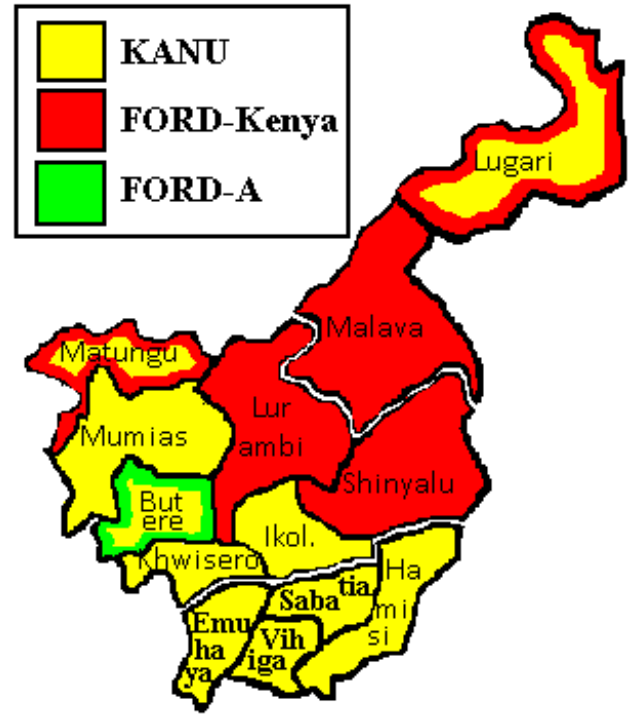 KANU
FORD-Kenya
FORD-A
Lugari
Malava
Matungu
Lur
ambi
Mumias
Shinyalu
But
ere
Ikol.
Khwisero
Ha
mi
si
Saba
tia
Emu
ha
ya
Vih
iga